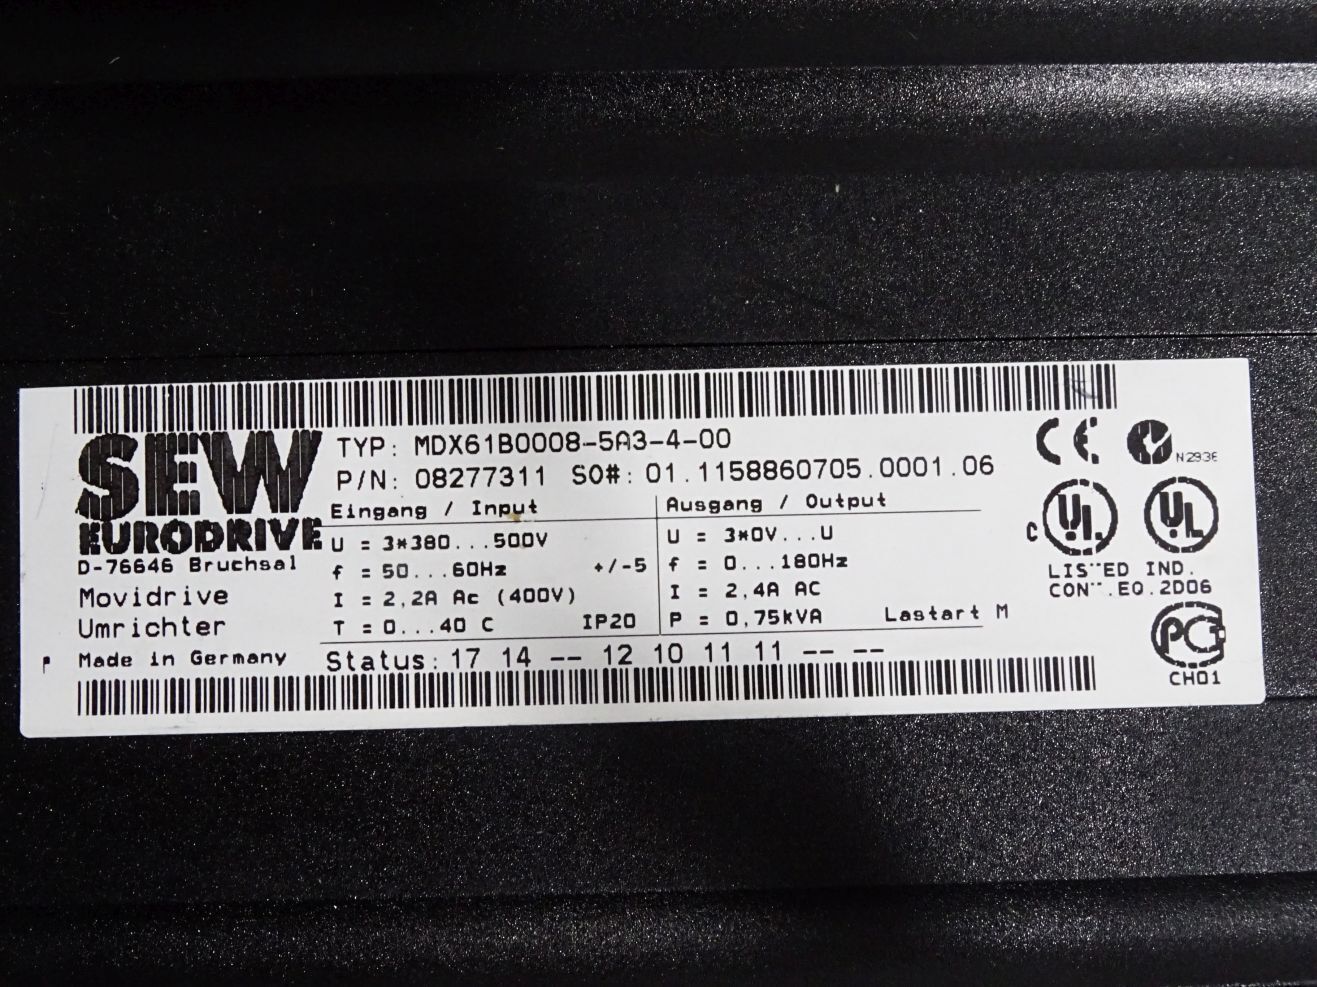 SEW
EURODRIVE
D-76646 Bruchsal
Movidrive
Umrichter
Made in Germany
TYP: MDX61B0008-5A3-4-00
P/N: 08277311 SO#: 01.1158860705.0001.06
Eingang / Input
U = 3*380...500V
f = 50...60Hz +/-5
I = 2,2A Ac (400V)
T = 0...40 C IP20
Ausgang / Output
U = 3*0V...U
f = 0...180Hz
I = 2,4A AC
P = 0,75kVA Lastart M
Status: 17 14 -- 12 10 11 11 -- --
CE
N2936
C UL UL
LISTED IND.
CONT.EQ.2D06
PCT
CH01